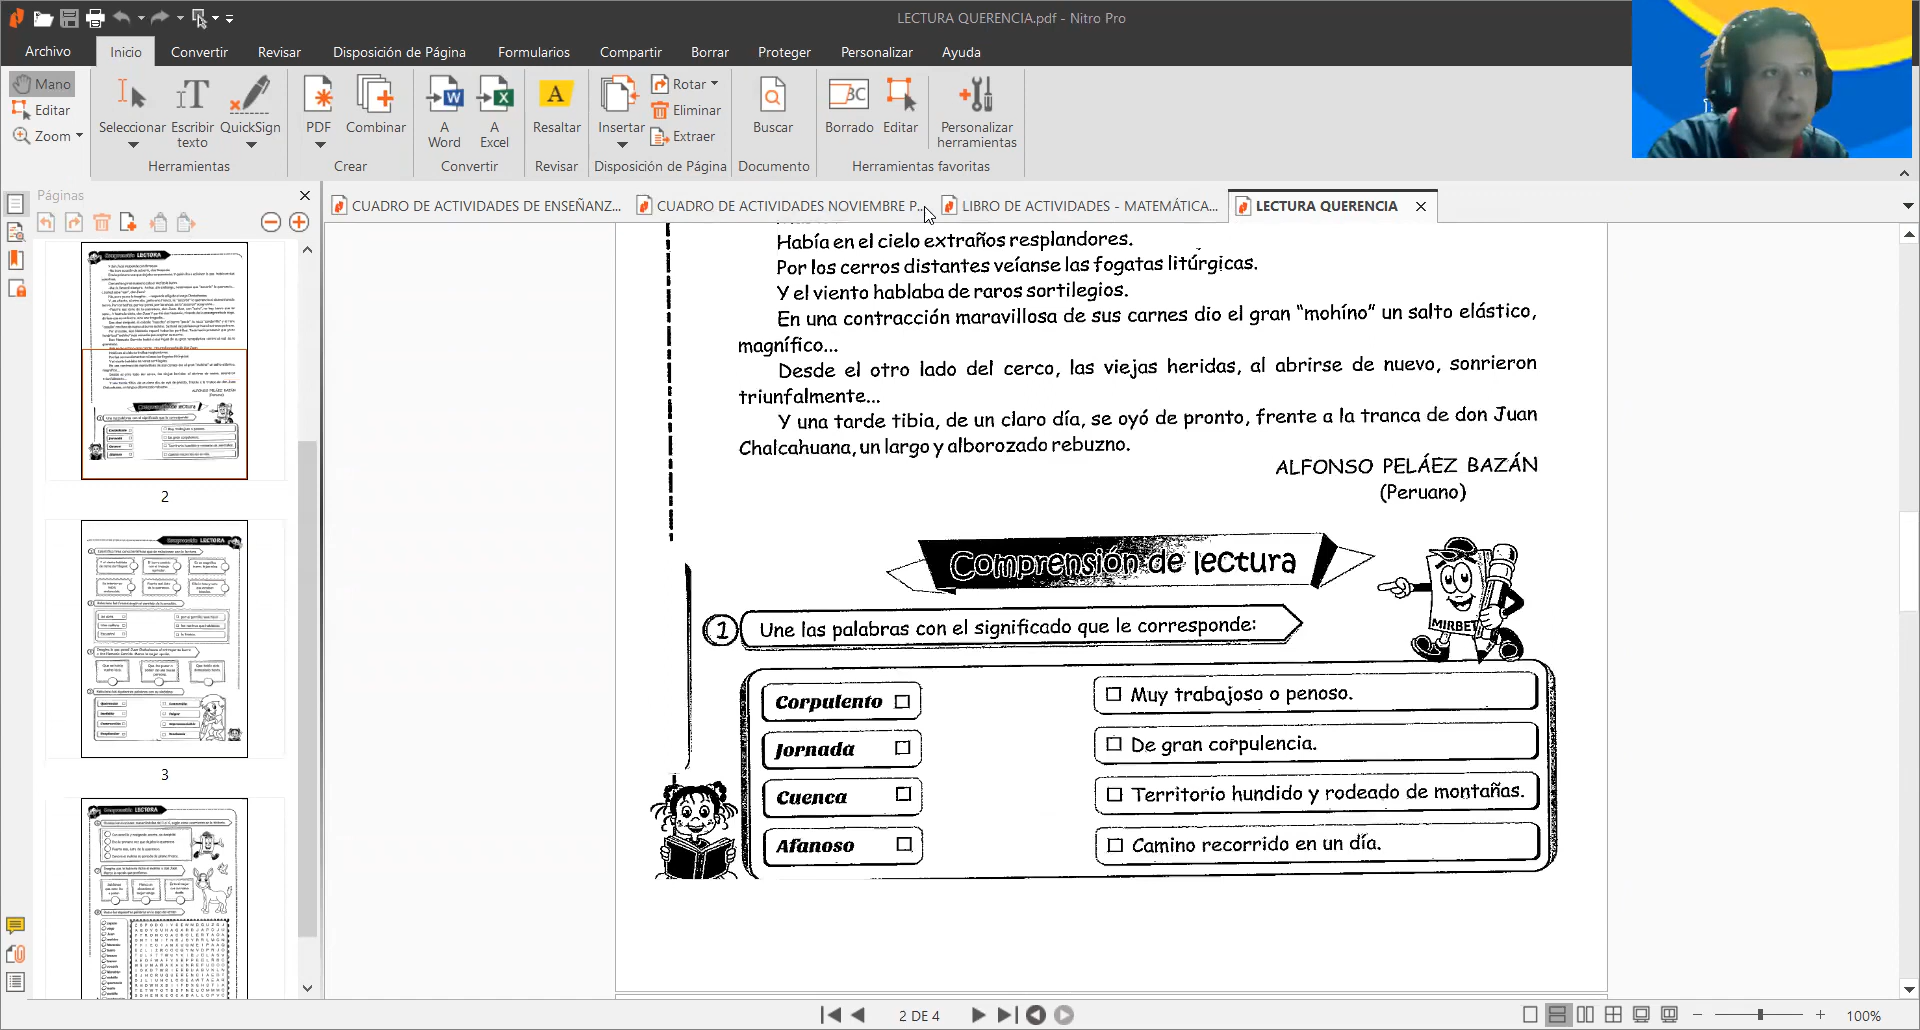 LECTURA QUERENCIA.pdf - Nitro Pro
Archivo Inicio Convertir Revisar Disposición de Página Formularios Compartir Borrar Proteger Personalizar Ayuda
Mano
Editar
Zoom
Seleccionar
Escribir texto
QuickSign
Herramientas
PDF
Combinar
Crear
A Word
A Excel
Convertir
Resaltar
Revisar
Insertar
Rotar
Eliminar
Extraer
Disposición de Página
Buscar
Documento
Borrado
Editar
Personalizar herramientas
Herramientas favoritas
Páginas
CUADRO DE ACTIVIDADES DE ENSEÑANZ...
CUADRO DE ACTIVIDADES NOVIEMBRE P...
LIBRO DE ACTIVIDADES - MATEMÁTICA...
LECTURA QUERENCIA
2
3
Había en el cielo extraños resplandores.
Por los cerros distantes veíanse las fogatas litúrgicas.
Y el viento hablaba de raros sortilegios.
En una contracción maravillosa de sus carnes dio el gran “mohíno” un salto elástico,
magnífico...
Desde el otro lado del cerco, las viejas heridas, al abrirse de nuevo, sonrieron
triunfalmente...
Y una tarde tibia, de un claro día, se oyó de pronto, frente a la tranca de don Juan
Chalcahuana, un largo y alborozado rebuzno.
ALFONSO PELÁEZ BAZÁN
(Peruano)
Comprensión de lectura
MIRBET
1 Une las palabras con el significado que le corresponde:
Corpulento
Muy trabajoso o penoso.
Jornada
De gran corpulencia.
Cuenca
Territorio hundido y rodeado de montañas.
Afanoso
Camino recorrido en un día.
2 DE 4
100%